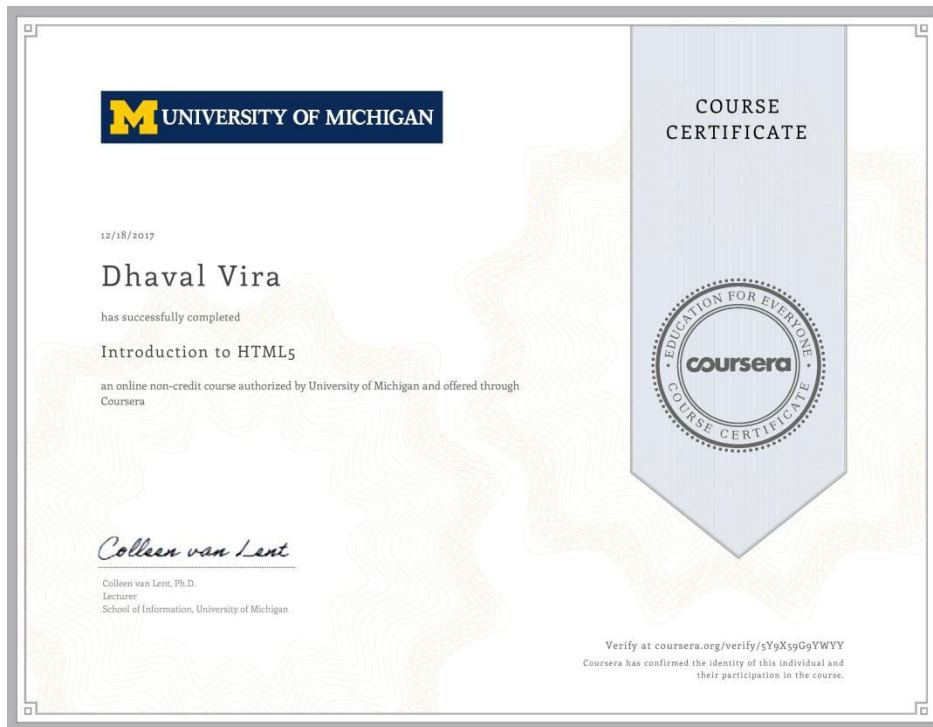 M UNIVERSITY OF MICHIGAN
COURSE
CERTIFICATE
12/18/2017
Dhaval Vira
has successfully completed
Introduction to HTML5
an online non-credit course authorized by University of Michigan and offered through
Coursera
EDUCATION FOR EVERYONE
coursera
COURSE CERTIFICATE
Colleen van Lent
Colleen van Lent, Ph.D.
Lecturer
School of Information, University of Michigan
Verify at coursera.org/verify/5Y9X59G9YWYY
Coursera has confirmed the identity of this individual and
their participation in the course.